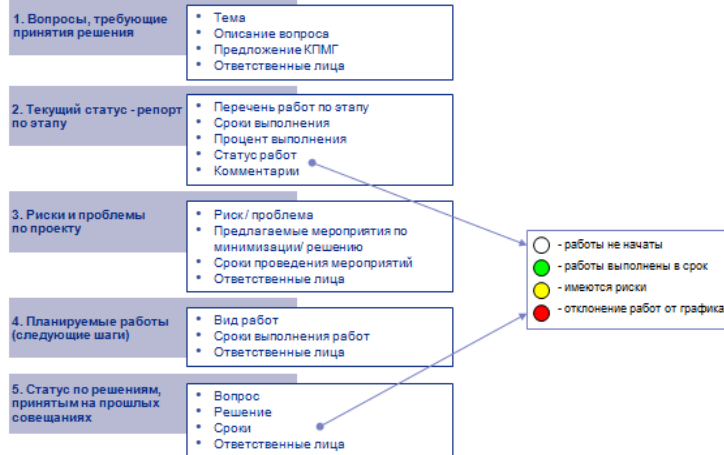 1. Вопросы, требующие
принятия решения
• Тема
• Описание вопроса
• Предложение КПМГ
• Ответственные лица
2. Текущий статус - репорт
по этапу
• Перечень работ по этапу
• Сроки выполнения
• Процент выполнения
• Статус работ
• Комментарии
3. Риски и проблемы
по проекту
• Риск/ проблема
• Предлагаемые мероприятия по
минимизации/ решению
• Сроки проведения мероприятий
• Ответственные лица
- работы не начаты
- работы выполнены в срок
- имеются риски
- отклонение работ от графика
4. Планируемые работы
(следующие шаги)
• Вид работ
• Сроки выполнения работ
• Ответственные лица
5. Статус по решениям,
принятым на прошлых
совещаниях
• Вопрос
• Решение
• Сроки
• Ответственные лица